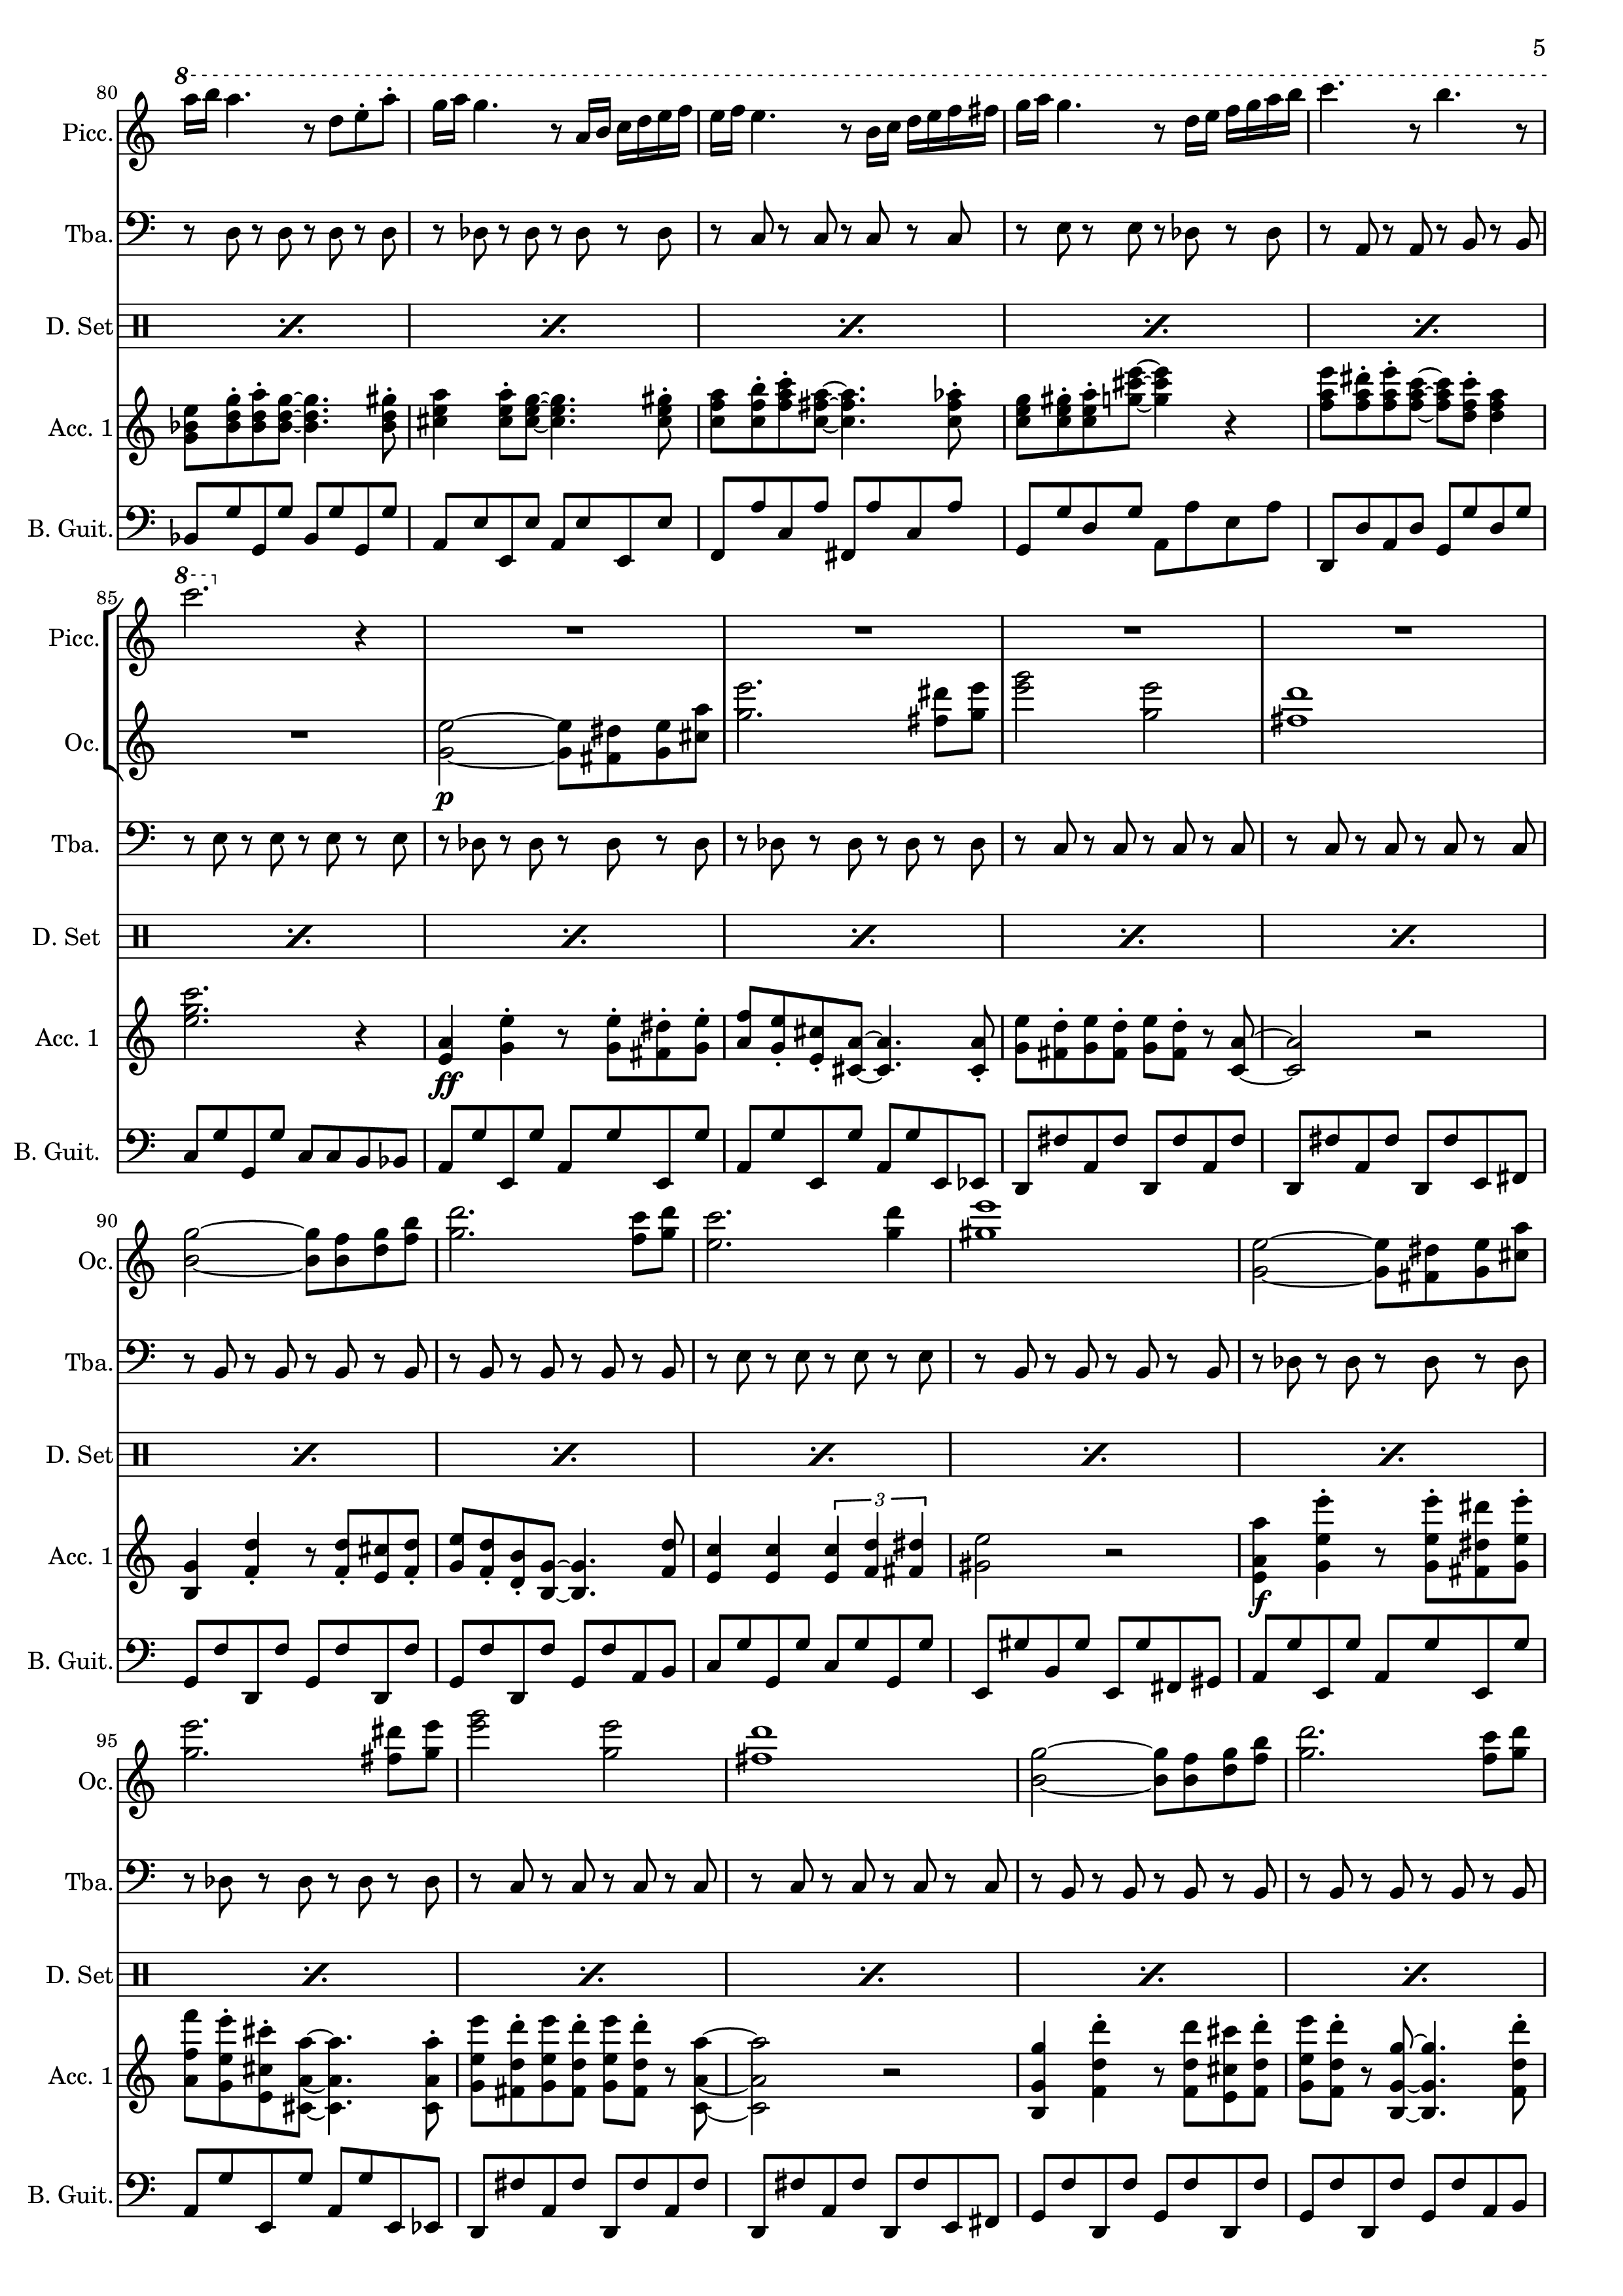 5
8
80
Picc.
Tba.
D. Set
Acc. 1
B. Guit.
8
85
Picc.
Oc.
p
Tba.
D. Set
Acc. 1
ff
B. Guit.
90
Oc.
Tba.
D. Set
3
Acc. 1
f
B. Guit.
95
Oc.
Tba.
D. Set
Acc. 1
B. Guit.